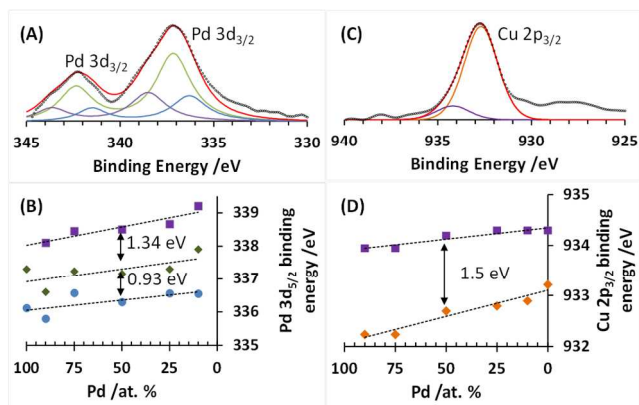 (A)
Pd 3d3/2
Pd 3d3/2
345
340
335
330
Binding Energy /eV
(C)
Cu 2p3/2
940
935
930
925
Binding Energy /eV
(B)
1.34 eV
0.93 eV
339
338
337
336
335
Pd 3d5/2 binding
energy /eV
100
75
50
25
0
Pd /at. %
(D)
1.5 eV
935
934
933
932
Cu 2p3/2 binding
energy /eV
100
75
50
25
0
Pd /at. %